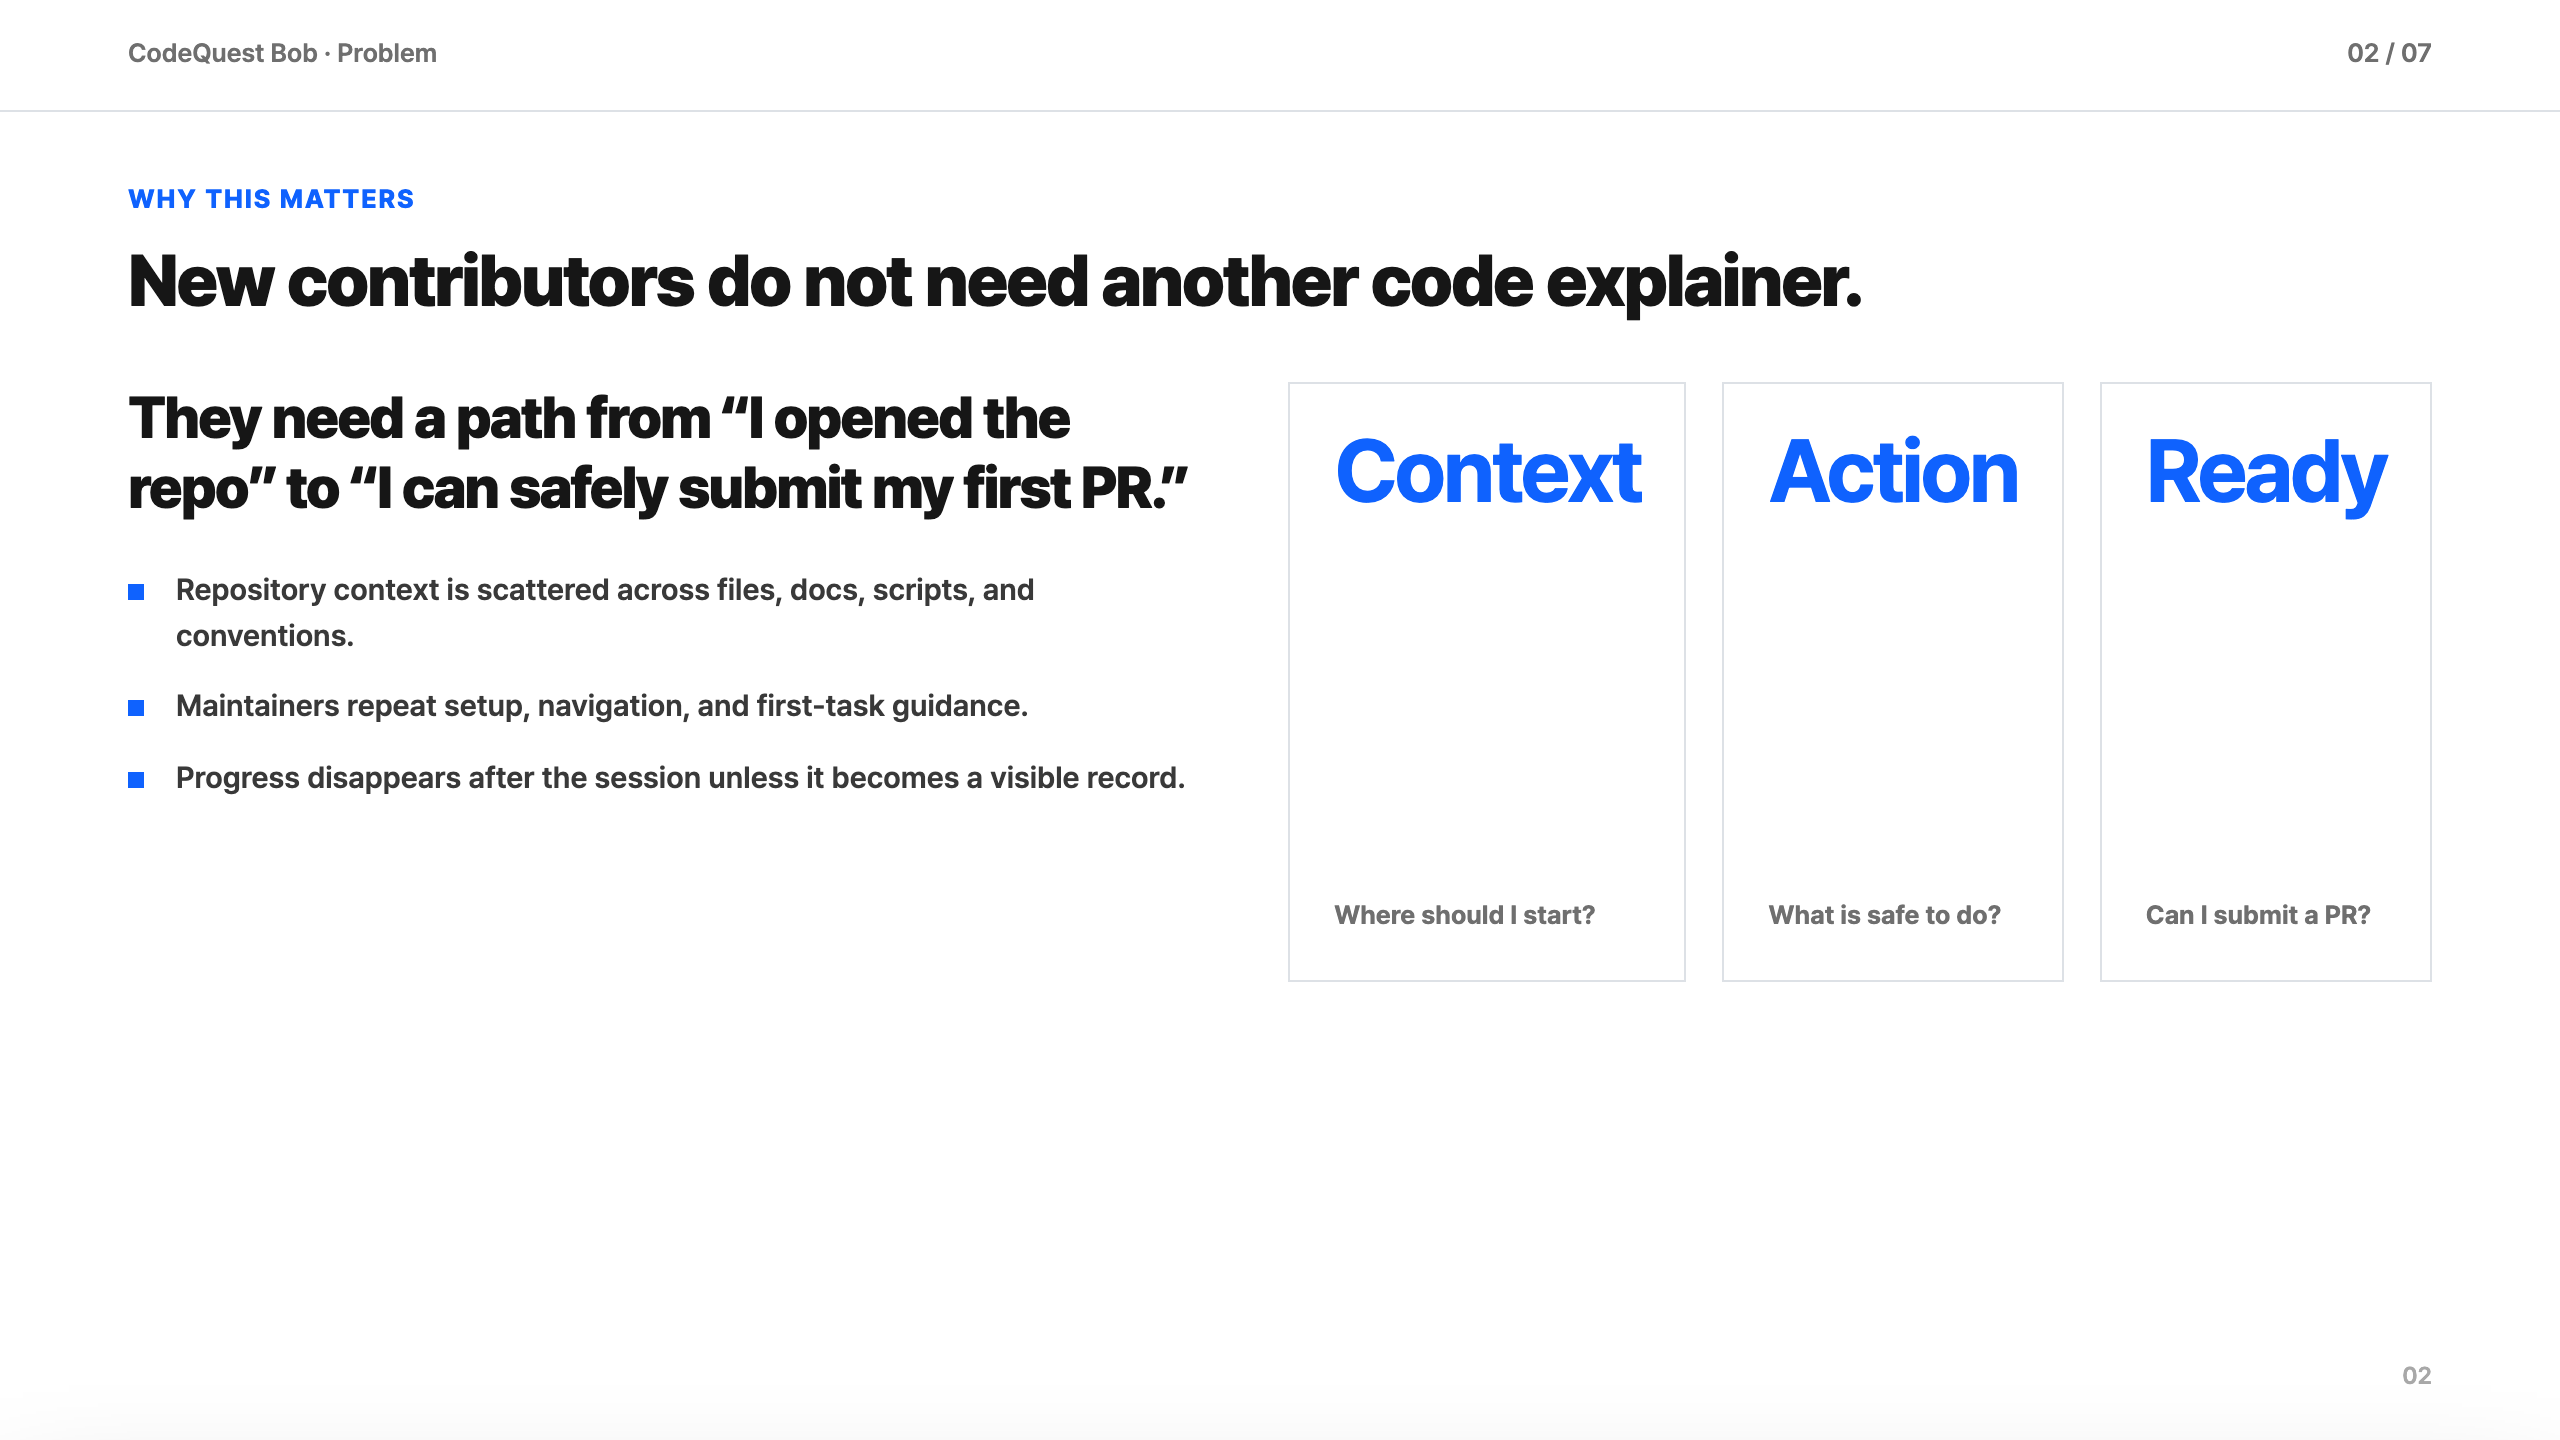 CodeQuest Bob · Problem
02 / 07
WHY THIS MATTERS
New contributors do not need another code explainer.
They need a path from “I opened the
repo” to “I can safely submit my first PR.”
Repository context is scattered across files, docs, scripts, and
conventions.
Maintainers repeat setup, navigation, and first-task guidance.
Progress disappears after the session unless it becomes a visible record.
Context
Where should I start?
Action
What is safe to do?
Ready
Can I submit a PR?
02